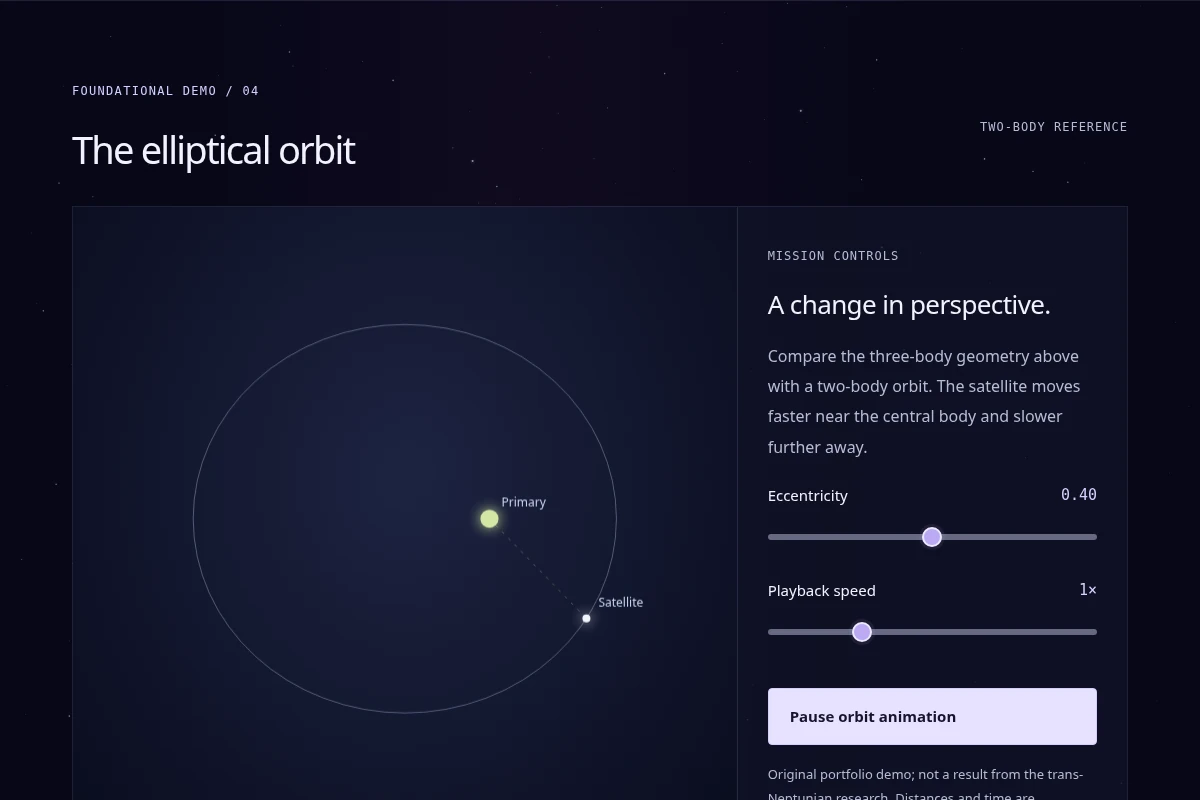 FOUNDATIONAL DEMO / 04
The elliptical orbit
TWO-BODY REFERENCE
Primary
Satellite
MISSION CONTROLS
A change in perspective.
Compare the three-body geometry above
with a two-body orbit. The satellite moves
faster near the central body and slower
further away.
Eccentricity 0.40
Playback speed 1×
Pause orbit animation
Original portfolio demo; not a result from the trans-
Neptunian research. Distances and time are